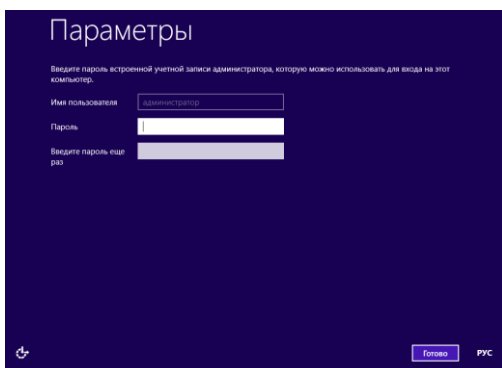 Параметры
Введите пароль встроенной учетной записи администратора, которую можно использовать для входа на этот
компьютер.
Имя пользователя
администратор
Пароль
Введите пароль еще
раз
Готово
РУС